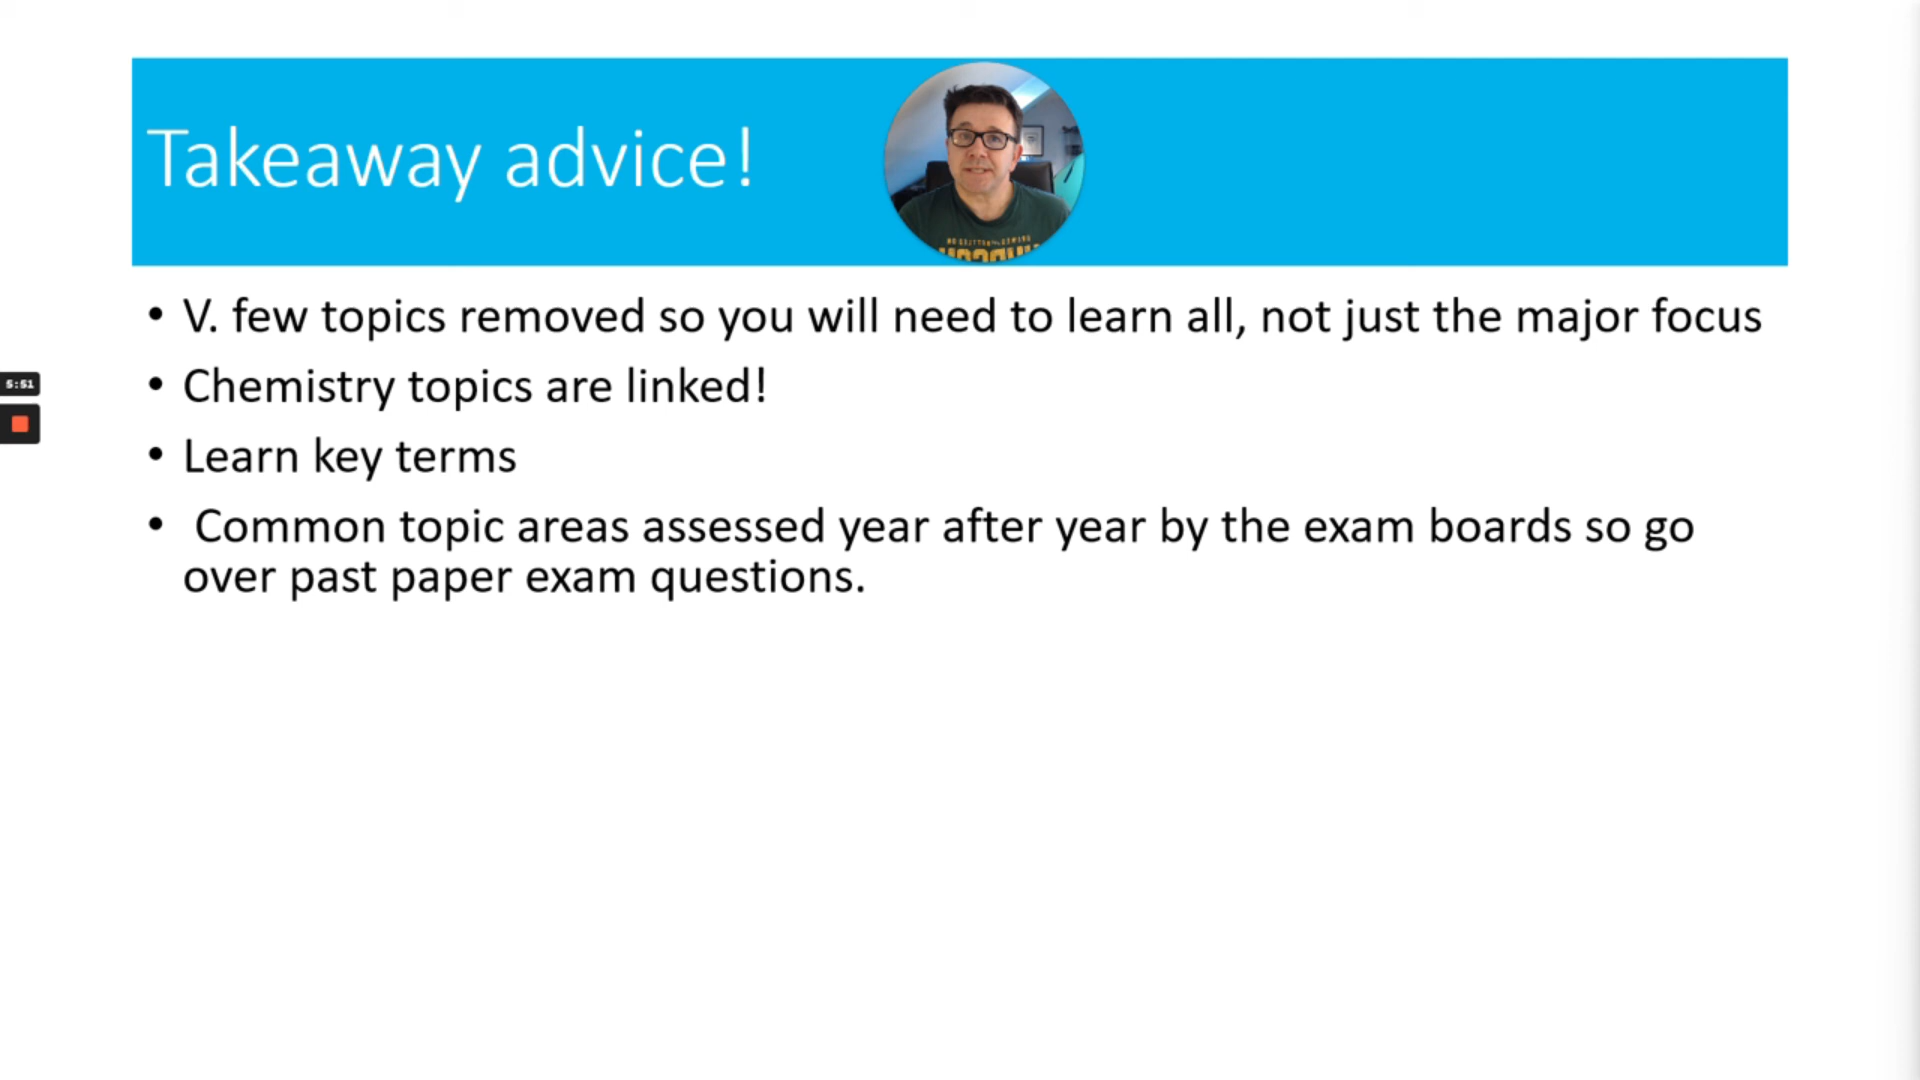 Takeaway advice!
• V. few topics removed so you will need to learn all, not just the major focus
• Chemistry topics are linked!
• Learn key terms
• Common topic areas assessed year after year by the exam boards so go
over past paper exam questions.
5:51